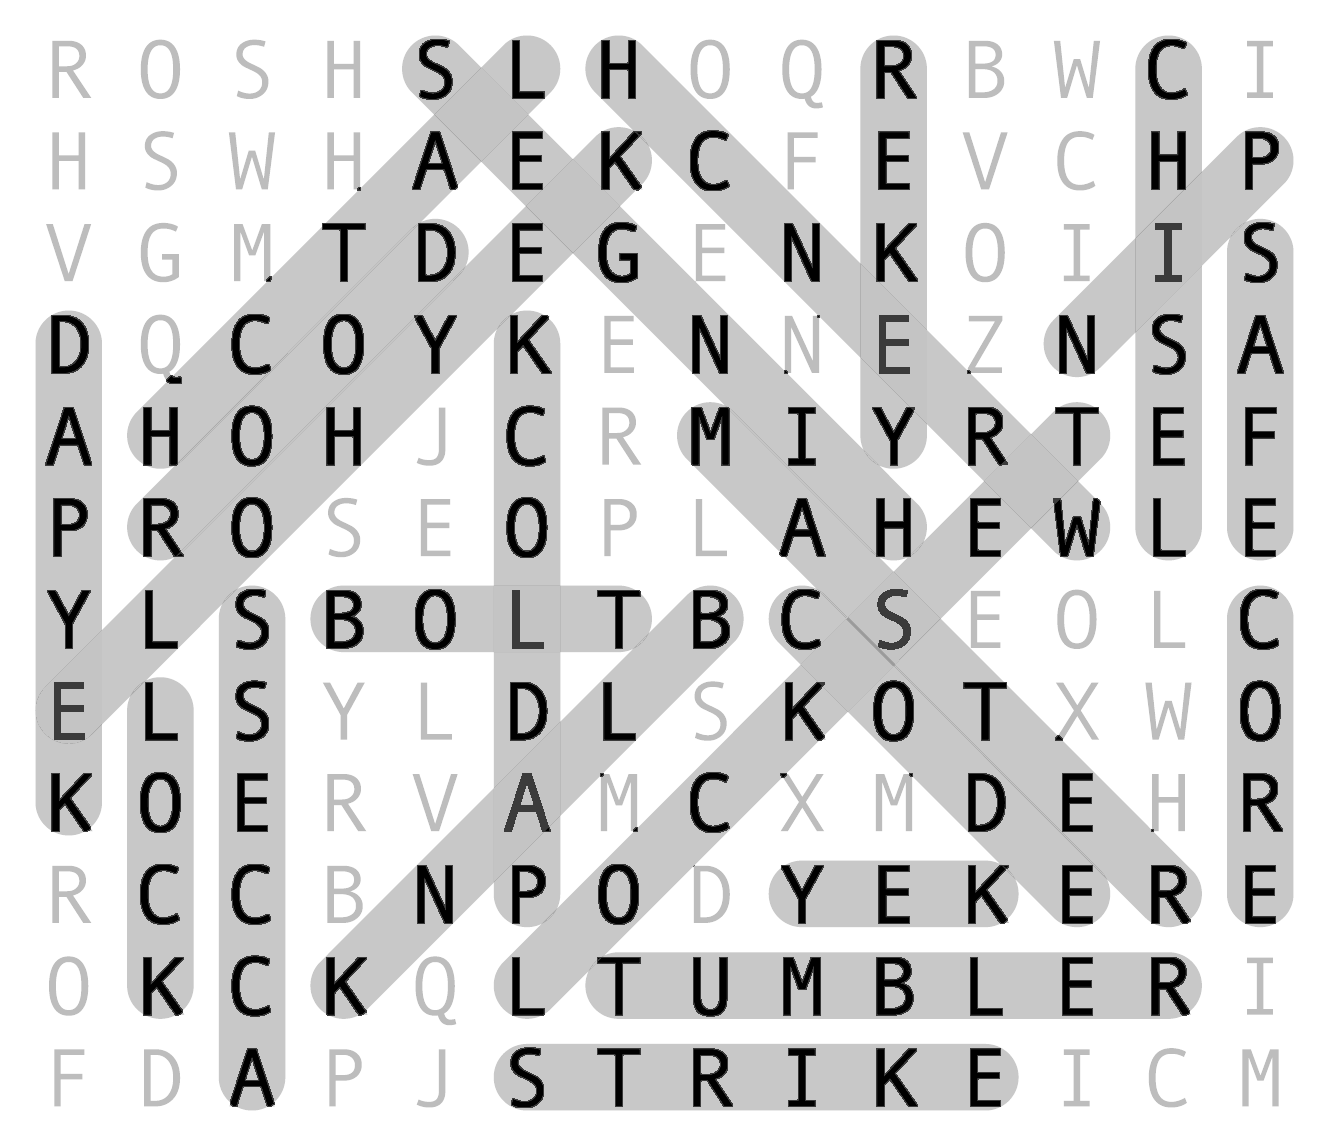 R O S H S L H O Q R B W C I
H S W H A E K C F E V C H P
V G M T D E G E N K O I I S
D Q C O Y K E N N E Z N S A
A H O H J C R M I Y R T E F
P R O S E O P L A H E W L E
Y L S B O L T B C S E O L C
E L S Y L D L S K O T X W O
K O E R V A M C X M D E H R
R C C B N P O D Y E K E R E
O K C K Q L T U M B L E R I
F D A P J S T R I K E I C M